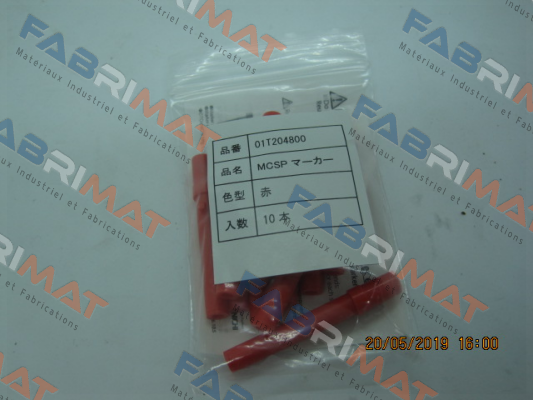 FABRIMAT
Materiaux Industriel et Fabrications
品番 01T204800
品名 MCSP マーカー
色型 赤
入数 10 本
20/05/2019 16:00